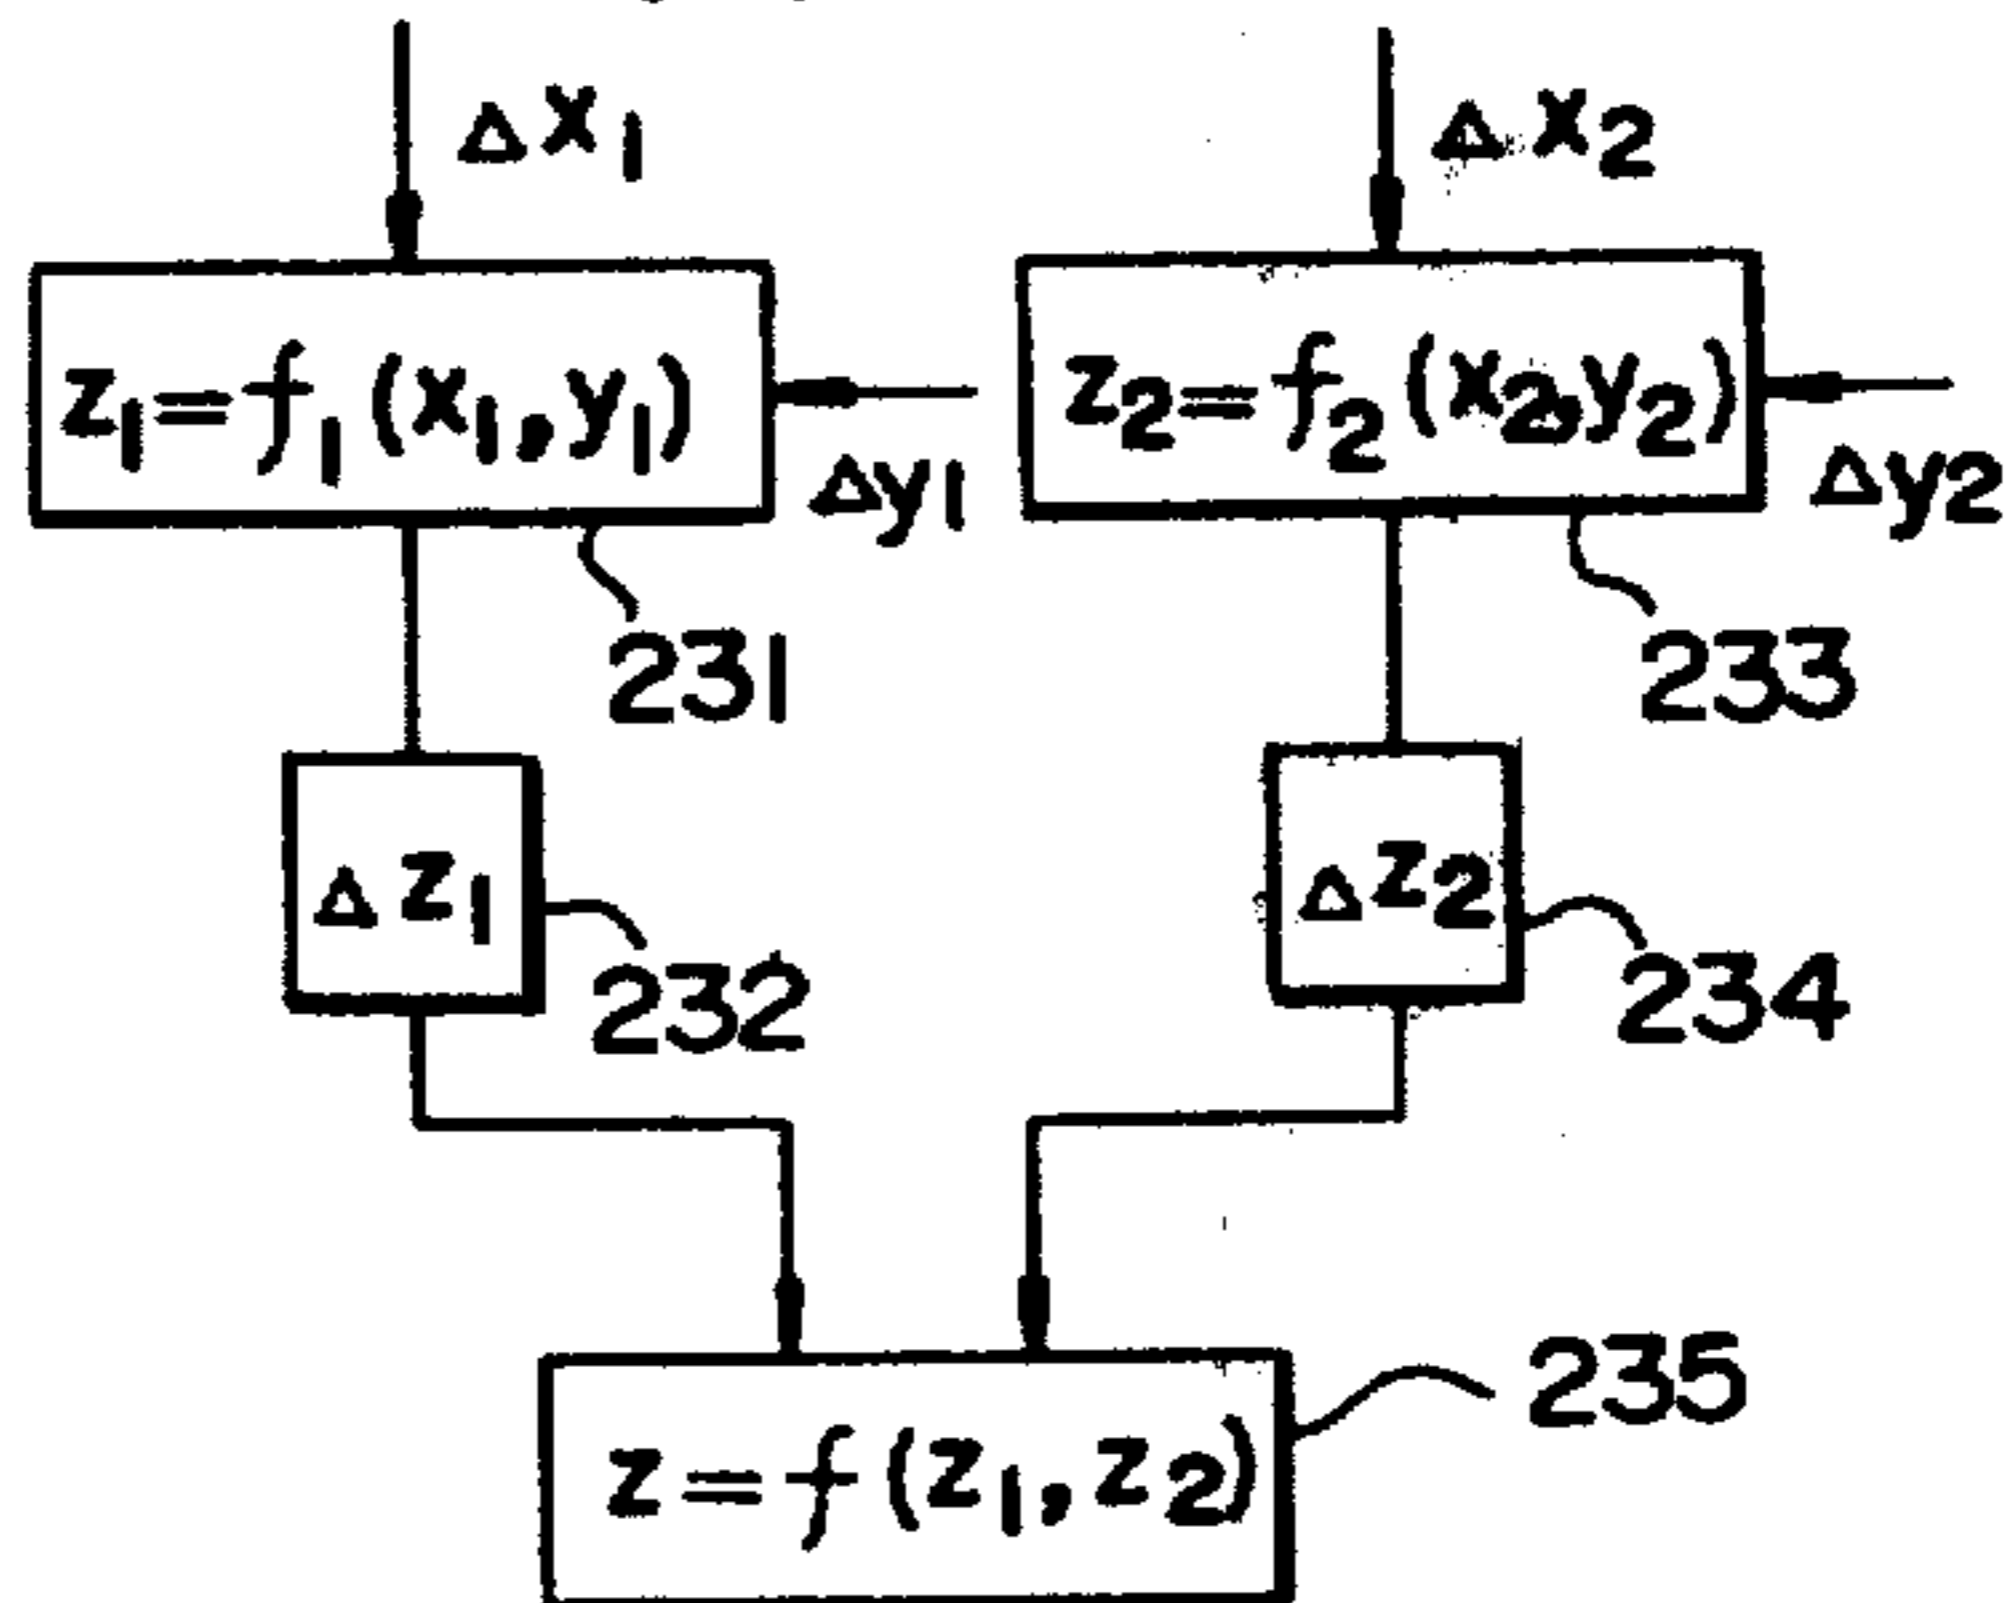 Δx₁
Δx₂
z₁=f₁(x₁,y₁)
Δy1
z₂=f₂(x₂,y₂)
Δy2
231
233
Δz₁
232
Δz₂
234
z=f(z₁,z₂)
235